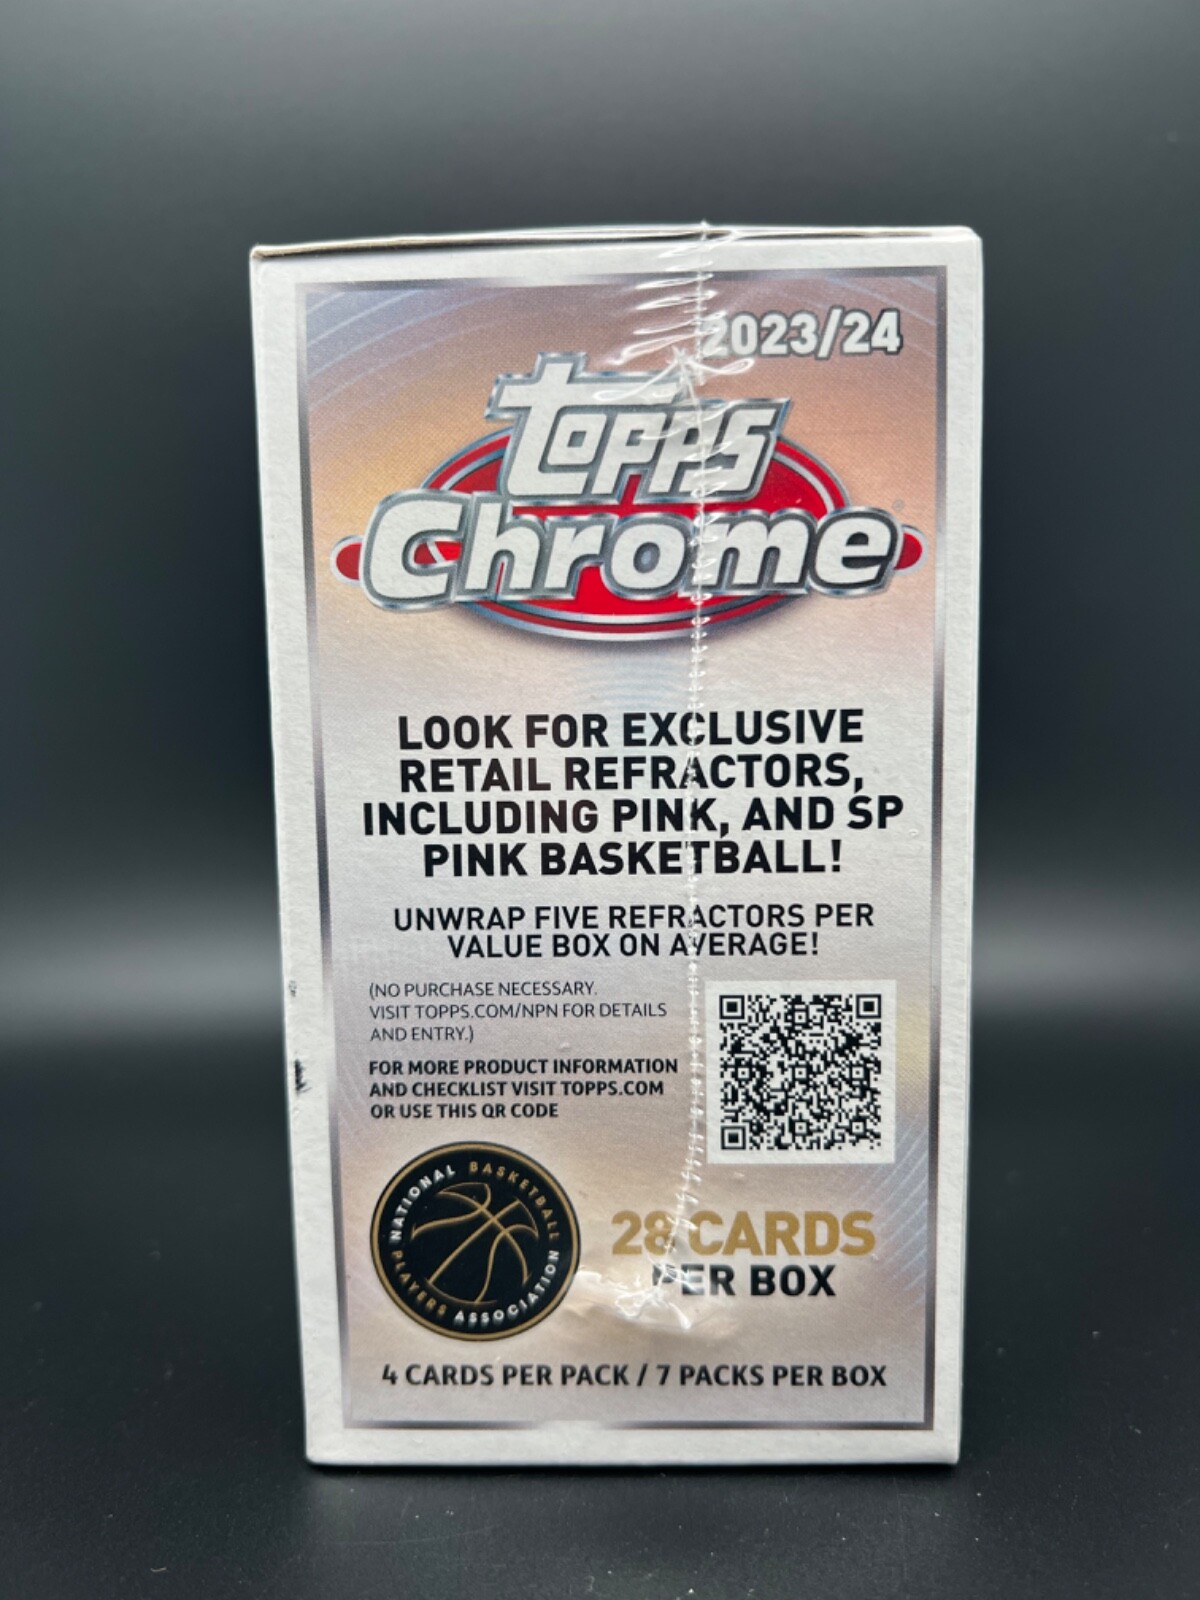 2023/24
Topps
Chrome
®
LOOK FOR EXCLUSIVE
RETAIL REFRACTORS,
INCLUDING PINK, AND SP
PINK BASKETBALL!
UNWRAP FIVE REFRACTORS PER
VALUE BOX ON AVERAGE!
(NO PURCHASE NECESSARY.
VISIT TOPPS.COM/NPN FOR DETAILS
AND ENTRY.)
FOR MORE PRODUCT INFORMATION
AND CHECKLIST VISIT TOPPS.COM
OR USE THIS QR CODE
NATIONAL BASKETBALL
PLAYERS ASSOCIATION
28 CARDS
PER BOX
4 CARDS PER PACK / 7 PACKS PER BOX